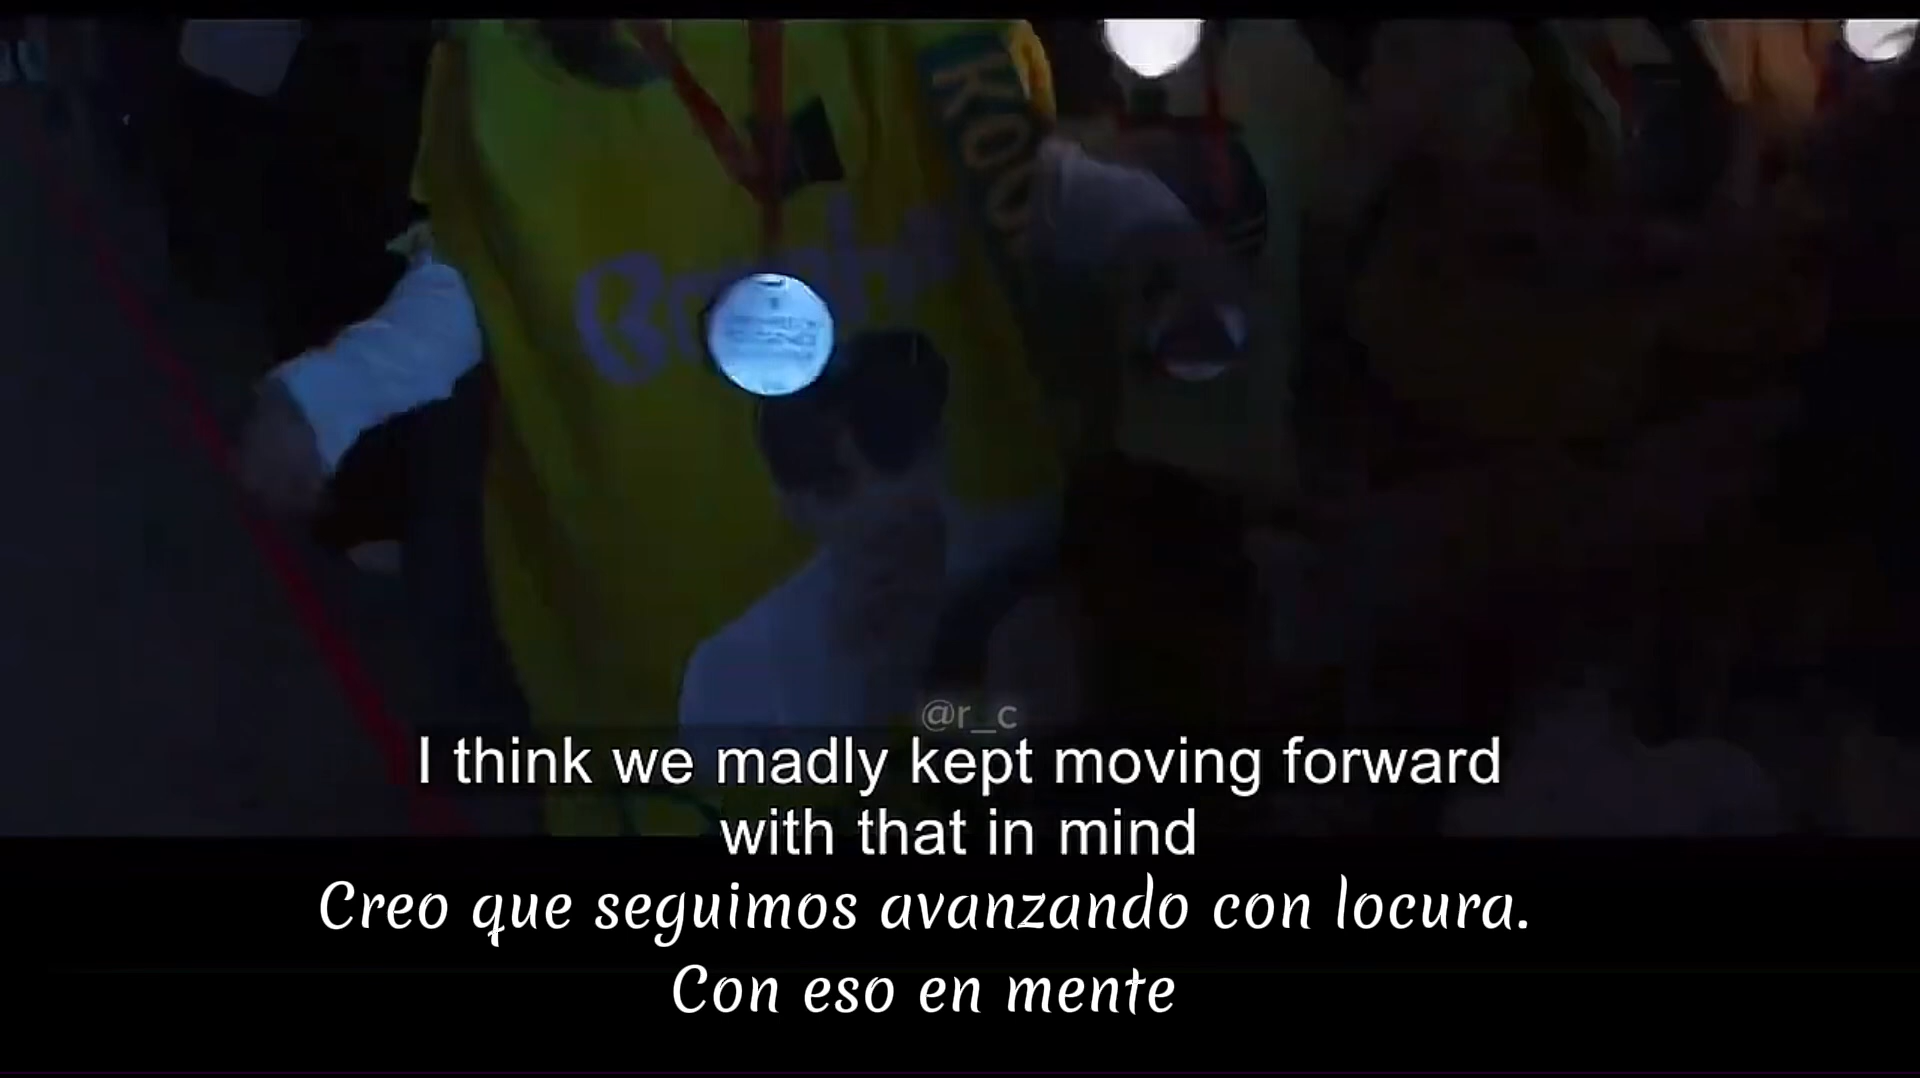 KOO
@r_c
I think we madly kept moving forward
with that in mind
Creo que seguimos avanzando con locura.
Con eso en mente